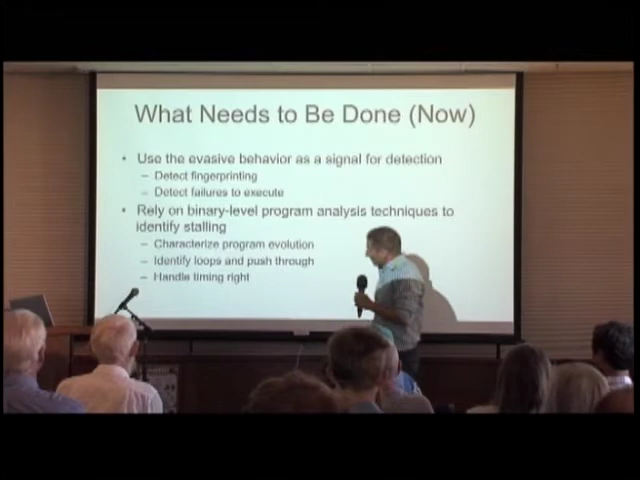 What Needs to Be Done (Now)
• Use the evasive behavior as a signal for detection
– Detect fingerprinting
– Detect failures to execute
• Rely on binary-level program analysis techniques to
identify stalling
– Characterize program evolution
– Identify loops and push through
– Handle timing right